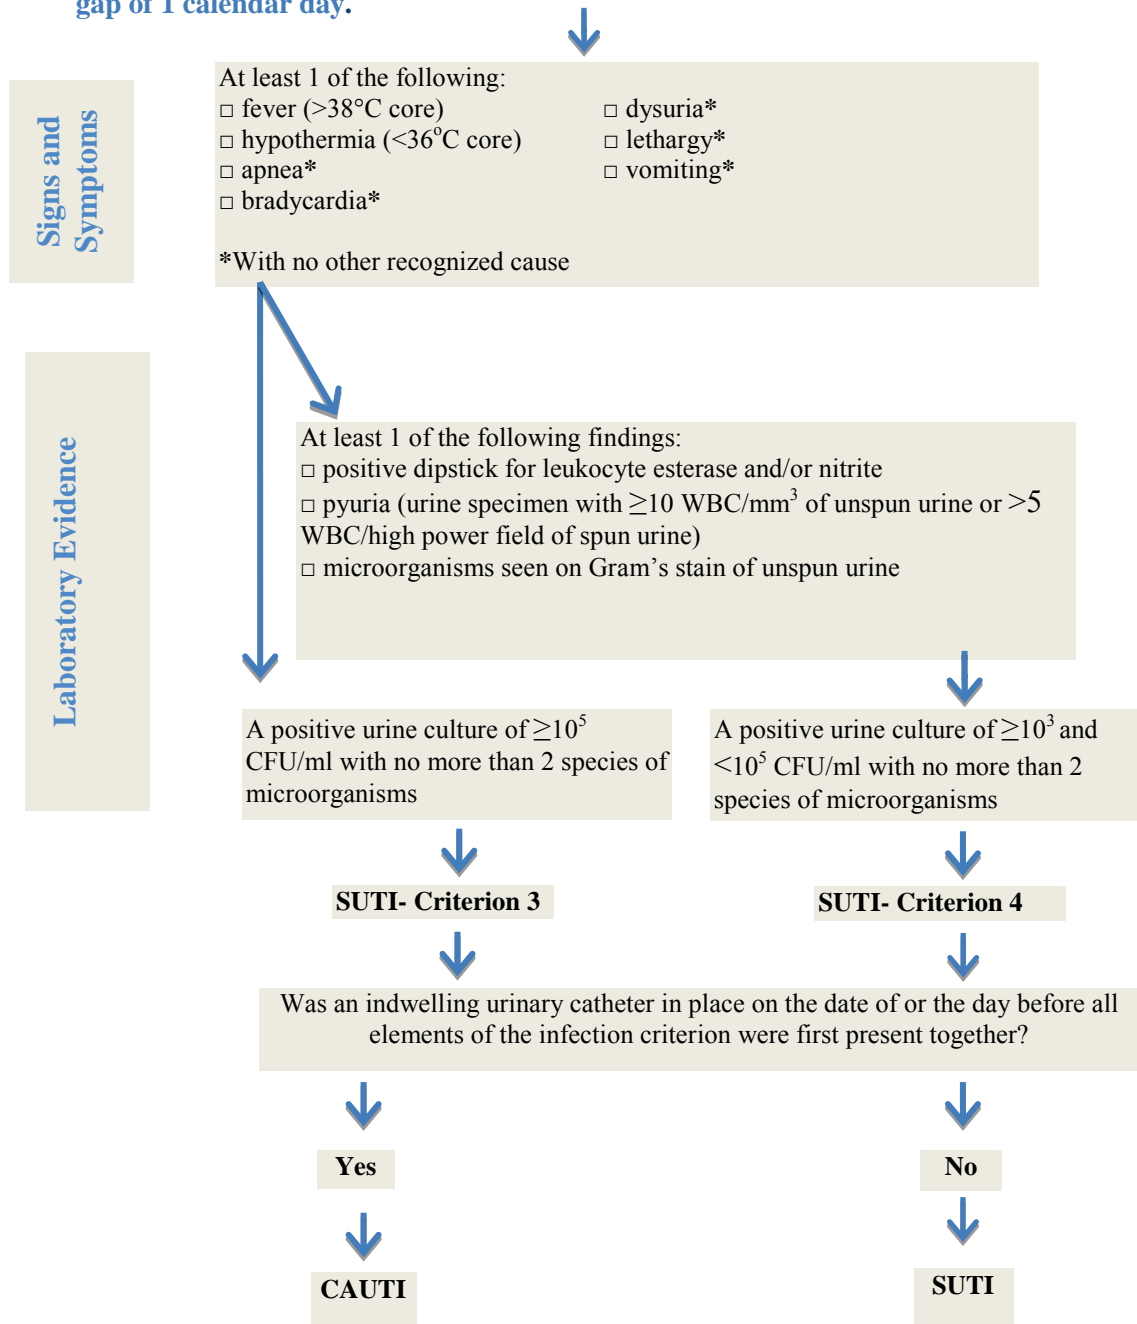 gap of 1 calendar day.
Signs and
Symptoms
At least 1 of the following:
□ fever (>38°C core)
□ hypothermia (<36°C core)
□ apnea*
□ bradycardia*
□ dysuria*
□ lethargy*
□ vomiting*
*With no other recognized cause
Laboratory Evidence
At least 1 of the following findings:
□ positive dipstick for leukocyte esterase and/or nitrite
□ pyuria (urine specimen with ≥10 WBC/mm³ of unspun urine or >5
WBC/high power field of spun urine)
□ microorganisms seen on Gram’s stain of unspun urine
A positive urine culture of ≥10⁵
CFU/ml with no more than 2 species of
microorganisms
A positive urine culture of ≥10³ and
<10⁵ CFU/ml with no more than 2
species of microorganisms
SUTI- Criterion 3
SUTI- Criterion 4
Was an indwelling urinary catheter in place on the date of or the day before all
elements of the infection criterion were first present together?
Yes
No
CAUTI
SUTI